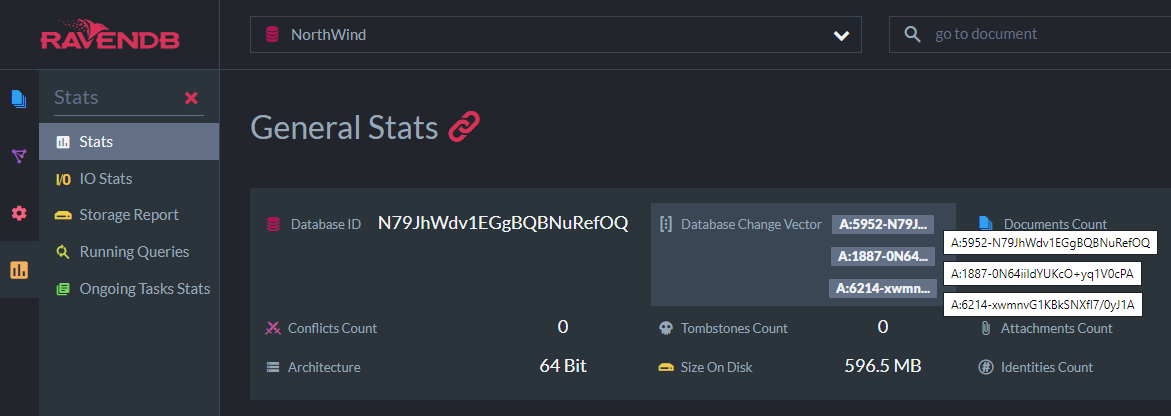 RAVENDB
NorthWind
go to document
Stats
Stats
I/O IO Stats
Storage Report
Running Queries
Ongoing Tasks Stats
General Stats
Database ID N79JhWdv1EGgBQBNuRefOQ
Database Change Vector A:5952-N79J...
A:1887-0N64...
A:6214-xwmn...
Documents Count
A:5952-N79JhWdv1EGgBQBNuRefOQ
A:1887-0N64iiIdYUKcO+yq1V0cPA
A:6214-xwmnvG1KBkSNXfI7/0yJ1A
Conflicts Count 0
Tombstones Count 0
Attachments Count
Architecture 64 Bit
Size On Disk 596.5 MB
Identities Count